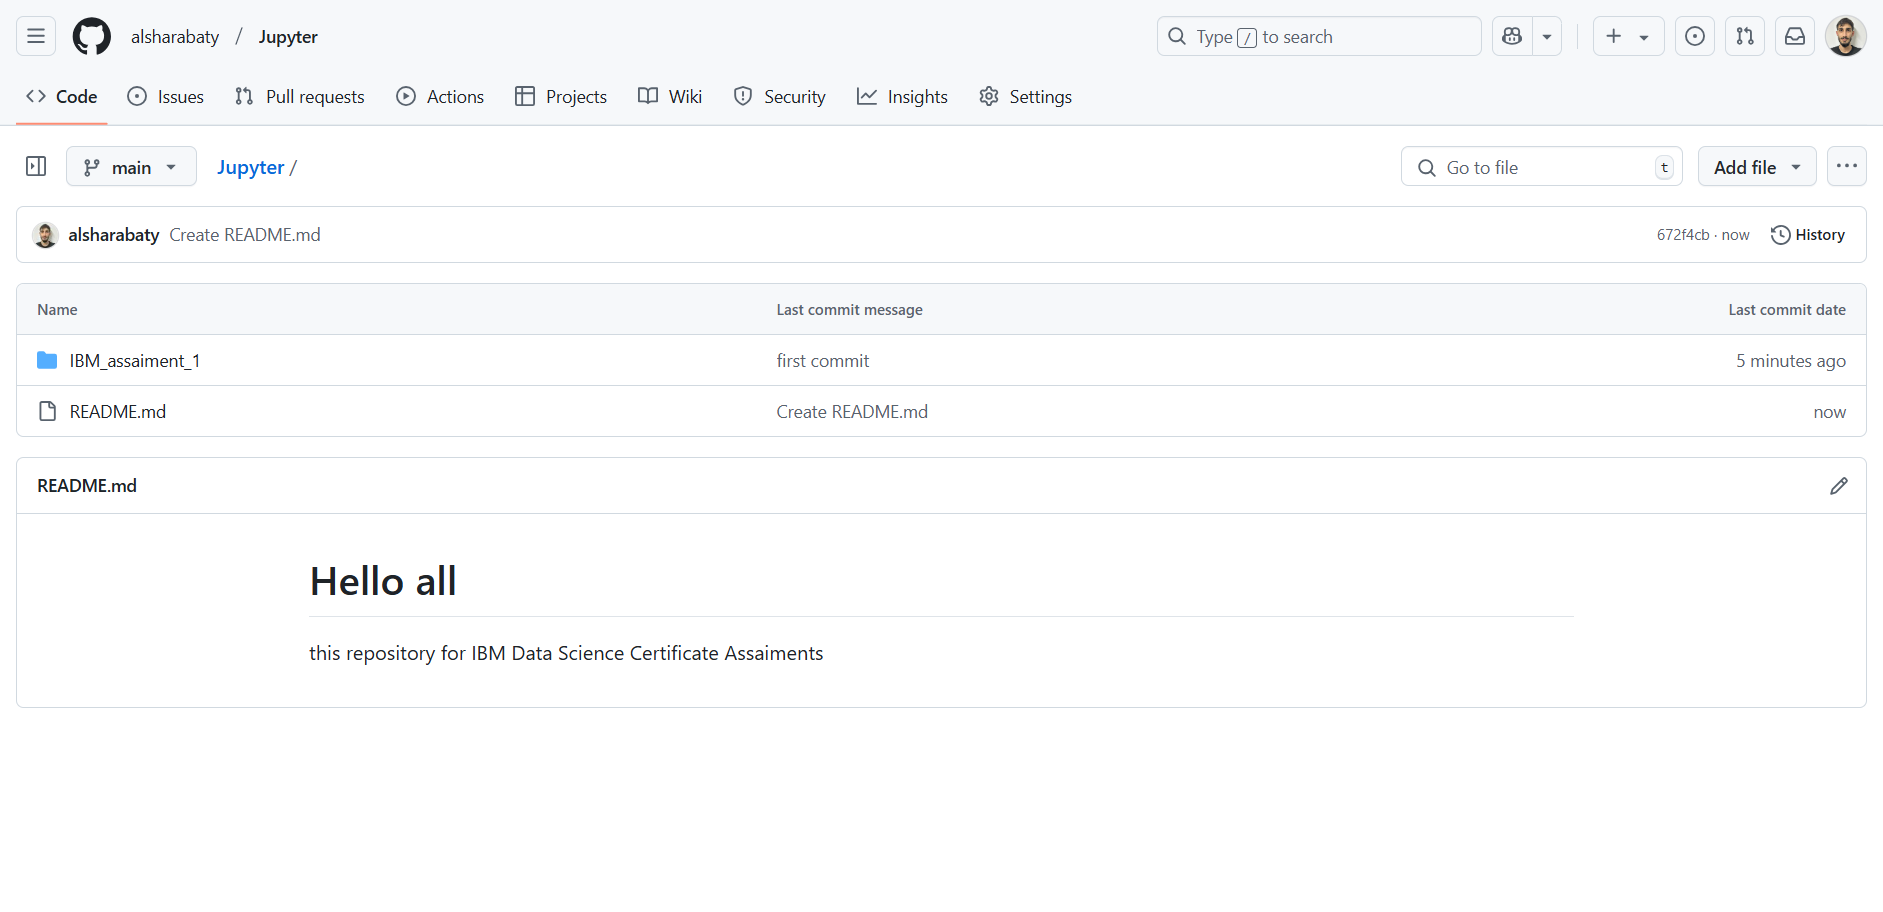 alsharabaty / Jupyter
Type / to search
Code Issues Pull requests Actions Projects Wiki Security Insights Settings
main Jupyter / Go to file t Add file
alsharabaty Create README.md 672f4cb · now History
Name Last commit message Last commit date
IBM_assaiment_1 first commit 5 minutes ago
README.md Create README.md now
README.md
Hello all
this repository for IBM Data Science Certificate Assaiments